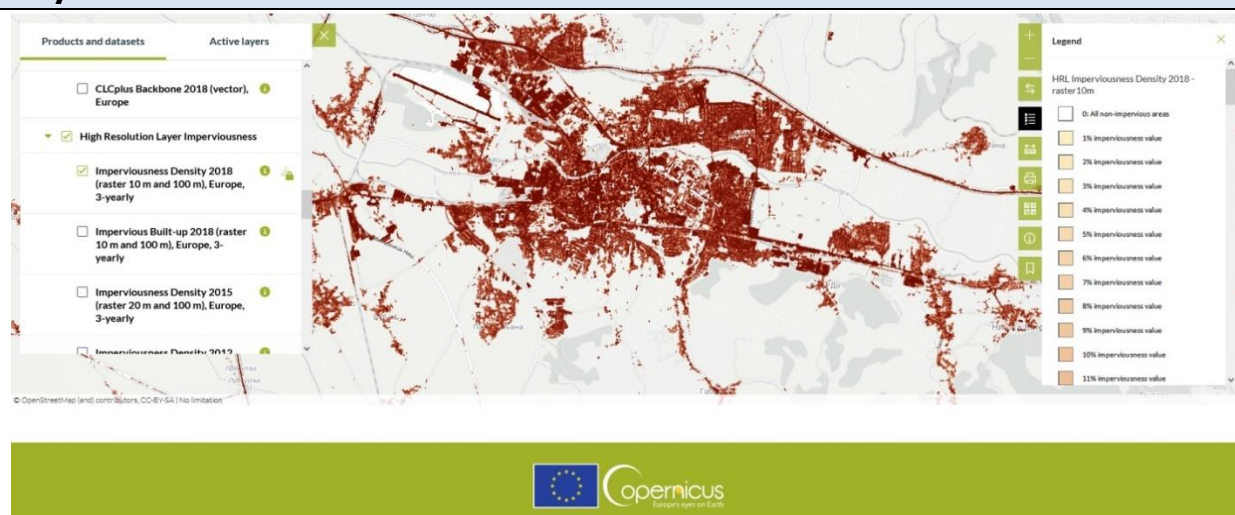 Products and datasets
Active layers
CLCplus Backbone 2018 (vector),
Europe
High Resolution Layer Imperviousness
Imperviousness Density 2018
(raster 10 m and 100 m), Europe,
3-yearly
Impervious Built-up 2018 (raster
10 m and 100 m), Europe, 3-
yearly
Imperviousness Density 2015
(raster 20 m and 100 m), Europe,
3-yearly
Imperviousness Density 2012
© OpenStreetMap (and) contributors, CC-BY-SA | No limitation
Legend
HRL Imperviousness Density 2018 -
raster10m
0: All non-impervious areas
1% imperviousness value
2% imperviousness value
3% imperviousness value
4% imperviousness value
5% imperviousness value
6% imperviousness value
7% imperviousness value
8% imperviousness value
9% imperviousness value
10% imperviousness value
11% imperviousness value
Copernicus
Europe's eyes on Earth